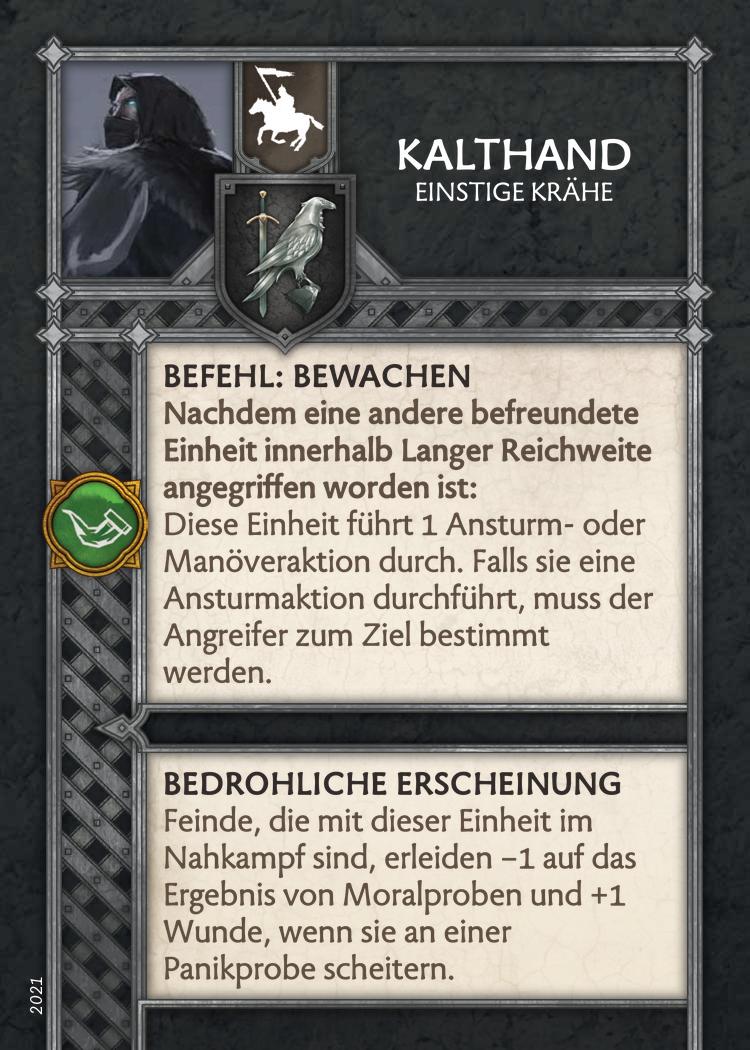 KALTHAND
EINSTIGE KRÄHE
BEFEHL: BEWACHEN
Nachdem eine andere befreundete
Einheit innerhalb Langer Reichweite
angegriffen worden ist:
Diese Einheit führt 1 Ansturm- oder
Manöveraktion durch. Falls sie eine
Ansturmaktion durchführt, muss der
Angreifer zum Ziel bestimmt
werden.
BEDROHLICHE ERSCHEINUNG
Feinde, die mit dieser Einheit im
Nahkampf sind, erleiden −1 auf das
Ergebnis von Moralproben und +1
Wunde, wenn sie an einer
Panikprobe scheitern.
2021